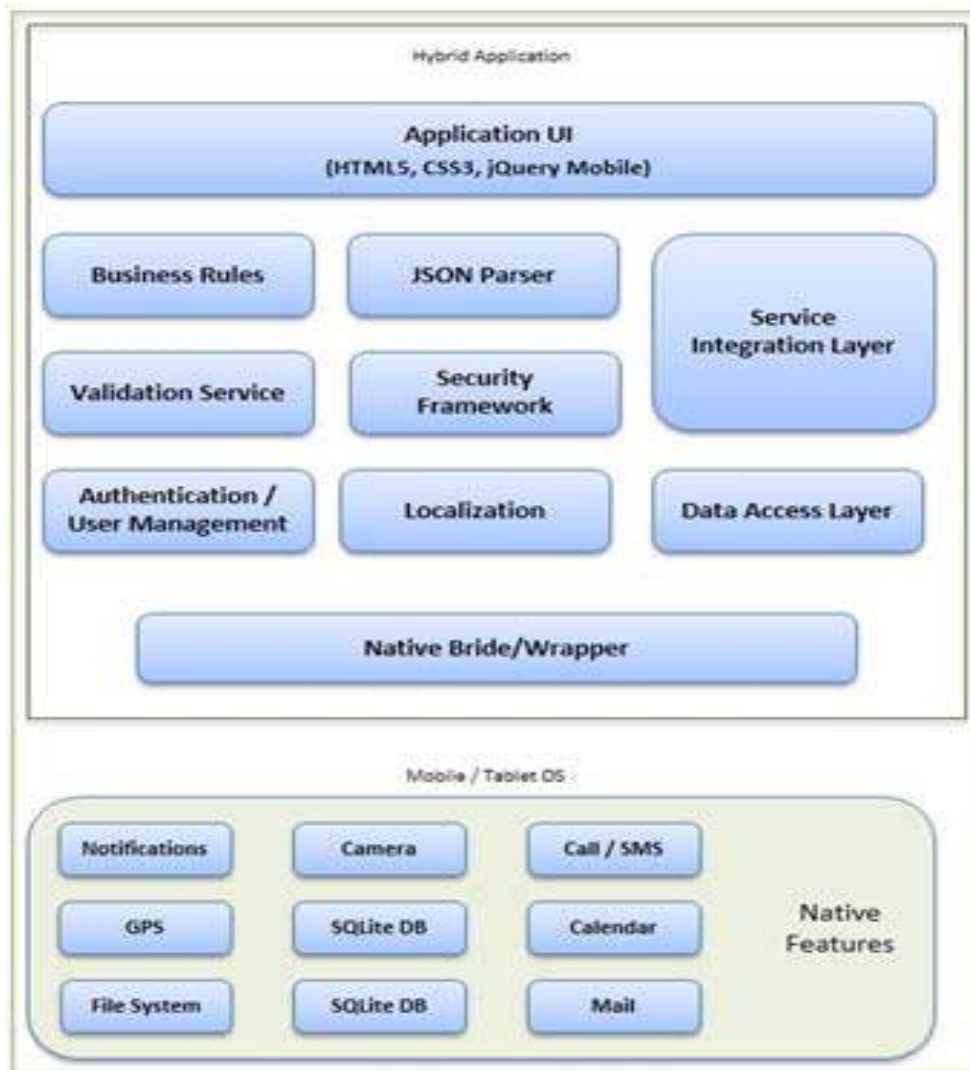 Hybrid Application
Application UI
(HTML5, CSS3, jQuery Mobile)
Business Rules
JSON Parser
Service
Integration Layer
Validation Service
Security
Framework
Authentication /
User Management
Localization
Data Access Layer
Native Bride/Wrapper
Mobile / Tablet OS
Notifications
Camera
Call / SMS
GPS
SQLite DB
Calendar
File System
SQLite DB
Mail
Native
Features